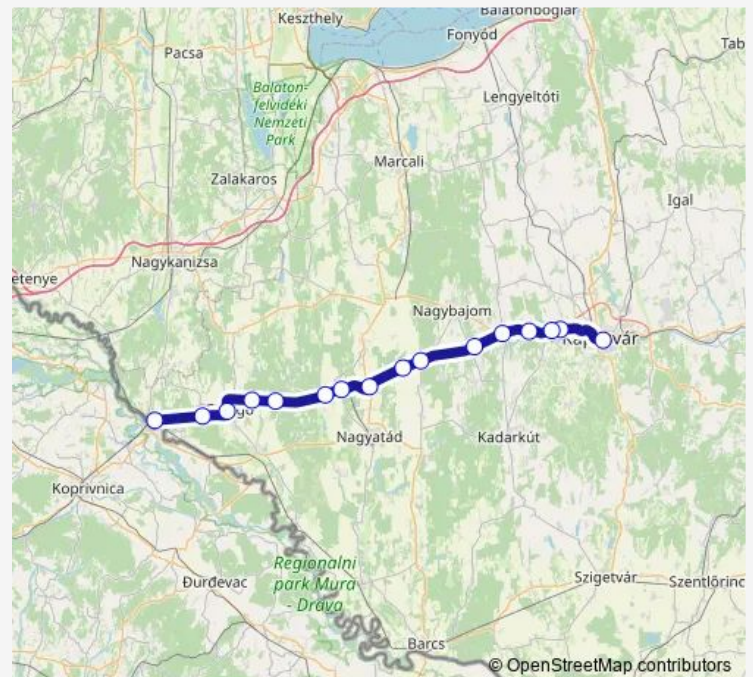 Keszthely
Balatonboglár
Fonyód
Tab
Pacsa
Balaton-
felvidéki
Nemzeti
Park
Lengyeltóti
Marcali
Zalakaros
Igal
Nagykanizsa
etenye
Nagybajom
Nagyatád
Kadarkút
Koprivnica
Đurđevac
Regionalni
park Mura
- Drava
Szigetvár
Szentlőrinc
Barcs
© OpenStreetMap contributors